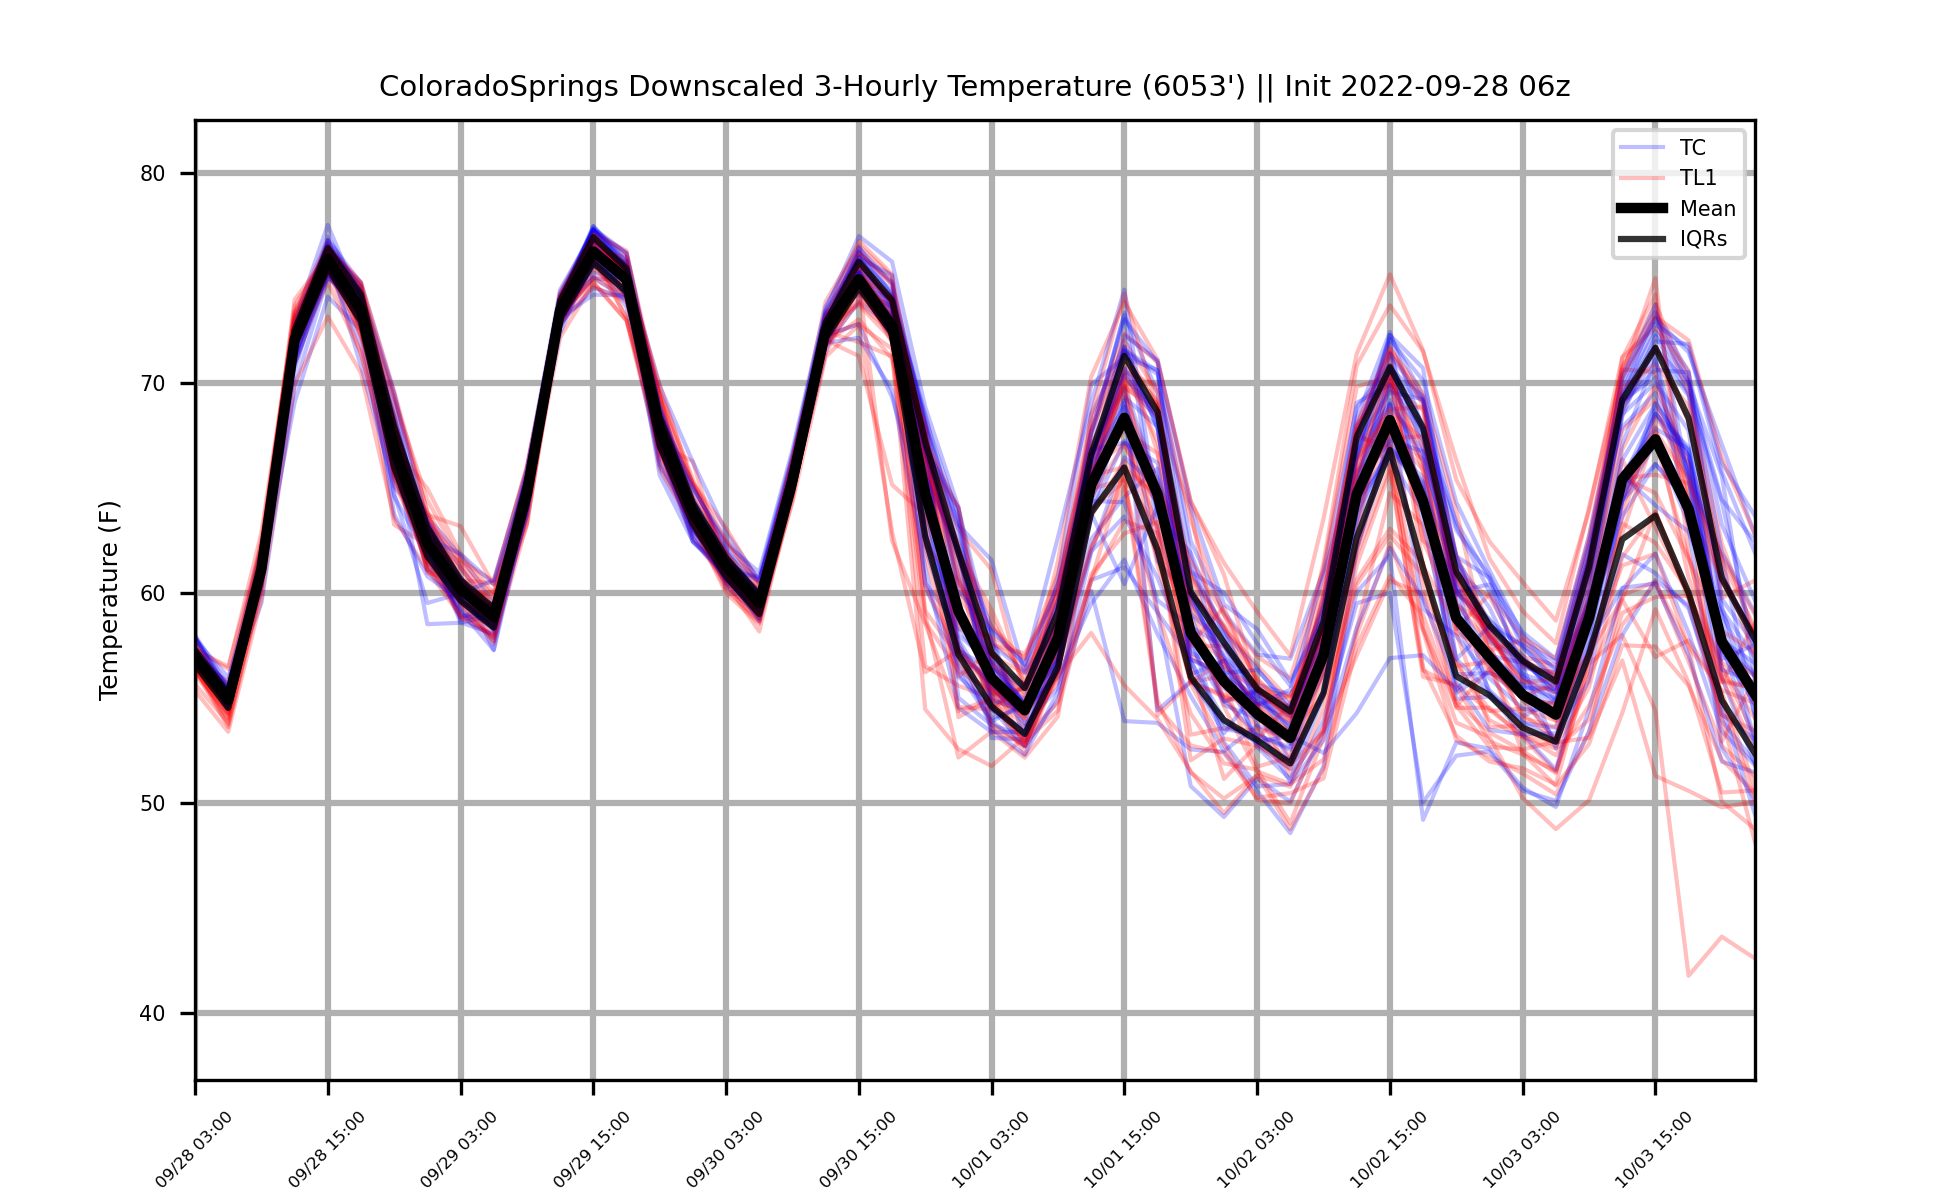 ColoradoSprings Downscaled 3-Hourly Temperature (6053') || Init 2022-09-28 06z
TC
TL1
Mean
IQRs
Temperature (F)
80
70
60
50
40
09/28 03:00
09/28 15:00
09/29 03:00
09/29 15:00
09/30 03:00
09/30 15:00
10/01 03:00
10/01 15:00
10/02 03:00
10/02 15:00
10/03 03:00
10/03 15:00